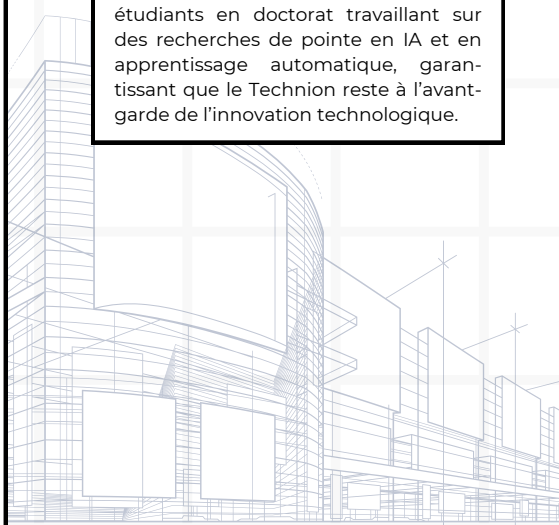 étudiants en doctorat travaillant sur
des recherches de pointe en IA et en
apprentissage automatique, garan-
tissant que le Technion reste à l’avant-
garde de l’innovation technologique.